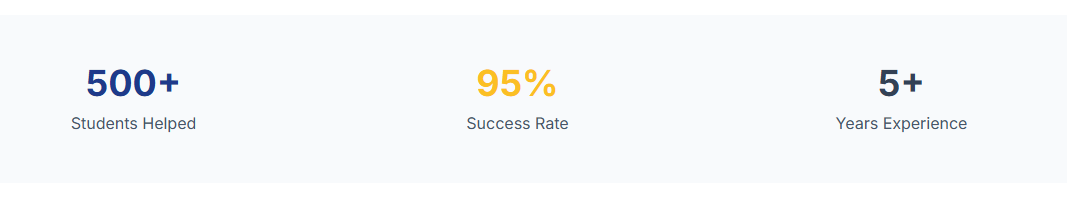 500+
95%
5+
Students Helped
Success Rate
Years Experience